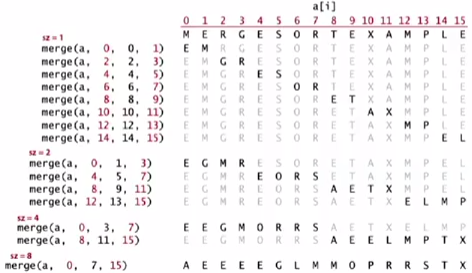 a[i]
0 1 2 3 4 5 6 7 8 9 10 11 12 13 14 15
sz = 1 M E R G E S O R T E X A M P L E
merge(a, 0, 0, 1) E M R G E S O R T E X A M P L E
merge(a, 2, 2, 3) E M G R E S O R T E X A M P L E
merge(a, 4, 4, 5) E M G R E S O R T E X A M P L E
merge(a, 6, 6, 7) E M G R E S O R T E X A M P L E
merge(a, 8, 8, 9) E M G R E S O R E T X A M P L E
merge(a, 10, 10, 11) E M G R E S O R E T A X M P L E
merge(a, 12, 12, 13) E M G R E S O R E T A X M P L E
merge(a, 14, 14, 15) E M G R E S O R E T A X M P E L
sz = 2
merge(a, 0, 1, 3) E G M R E S O R E T A X M P E L
merge(a, 4, 5, 7) E G M R E O R S E T A X M P E L
merge(a, 8, 9, 11) E G M R E O R S A E T X M P E L
merge(a, 12, 13, 15) E G M R E O R S A E T X E L M P
sz = 4
merge(a, 0, 3, 7) E E G M O R R S A E T X E L M P
merge(a, 8, 11, 15) E E G M O R R S A E E L M P T X
sz = 8
merge(a, 0, 7, 15) A E E E E G L M M O P R R S T X